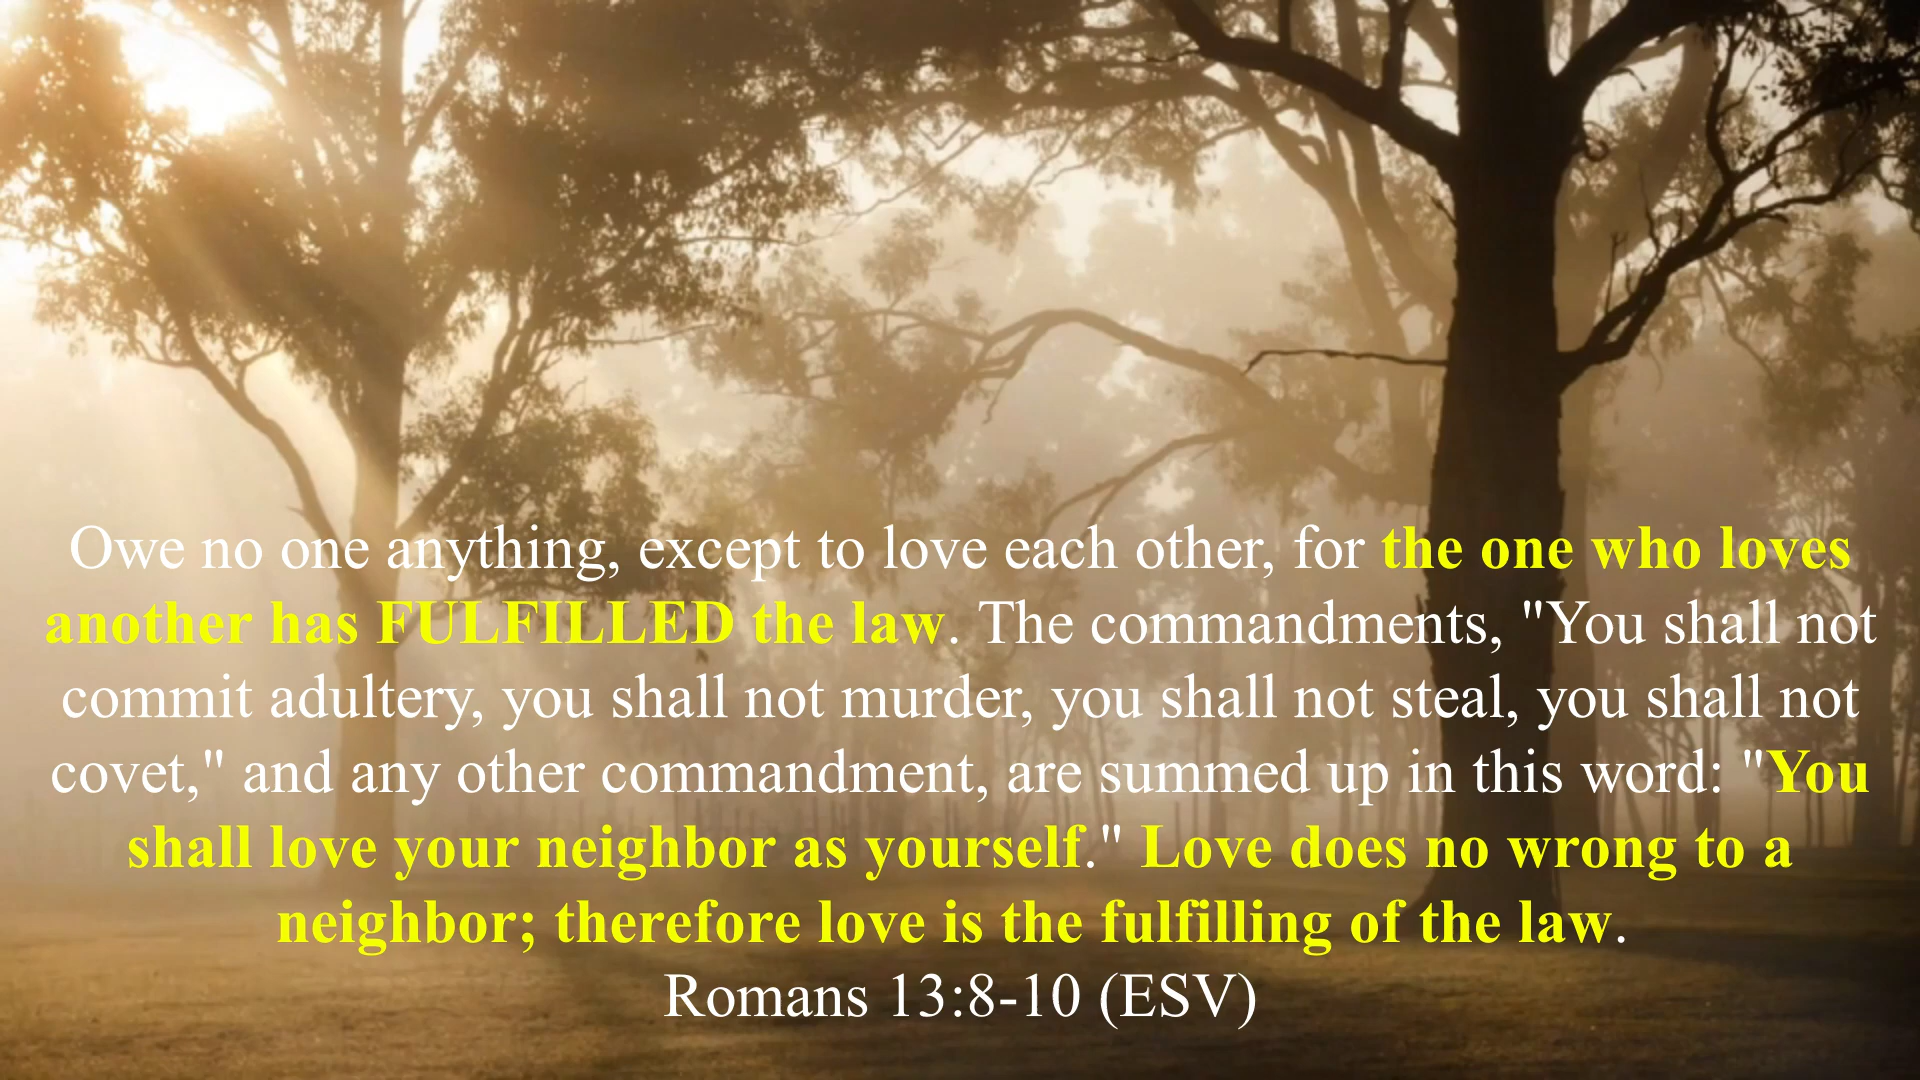 Owe no one anything, except to love each other, for the one who loves
another has FULFILLED the law. The commandments, "You shall not
commit adultery, you shall not murder, you shall not steal, you shall not
covet," and any other commandment, are summed up in this word: "You
shall love your neighbor as yourself." Love does no wrong to a
neighbor; therefore love is the fulfilling of the law.
Romans 13:8-10 (ESV)